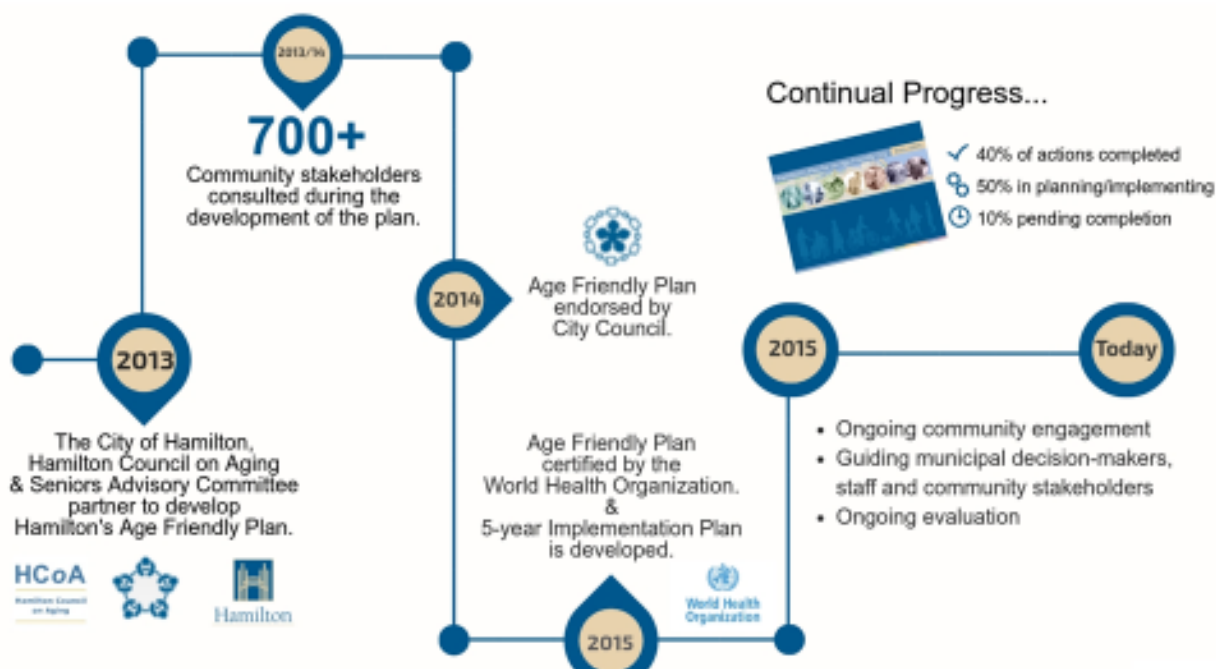 2013/14
700+
Community stakeholders
consulted during the
development of the plan.
2013
The City of Hamilton,
Hamilton Council on Aging
& Seniors Advisory Committee
partner to develop
Hamilton's Age Friendly Plan.
HCoA
Hamilton Council
on Aging
Hamilton
2014
Age Friendly Plan
endorsed by
City Council.
Age Friendly Plan
certified by the
World Health Organization.
&
5-year Implementation Plan
is developed.
World Health
Organization
2015
Continual Progress...
40% of actions completed
50% in planning/implementing
10% pending completion
2015
Today
• Ongoing community engagement
• Guiding municipal decision-makers,
staff and community stakeholders
• Ongoing evaluation